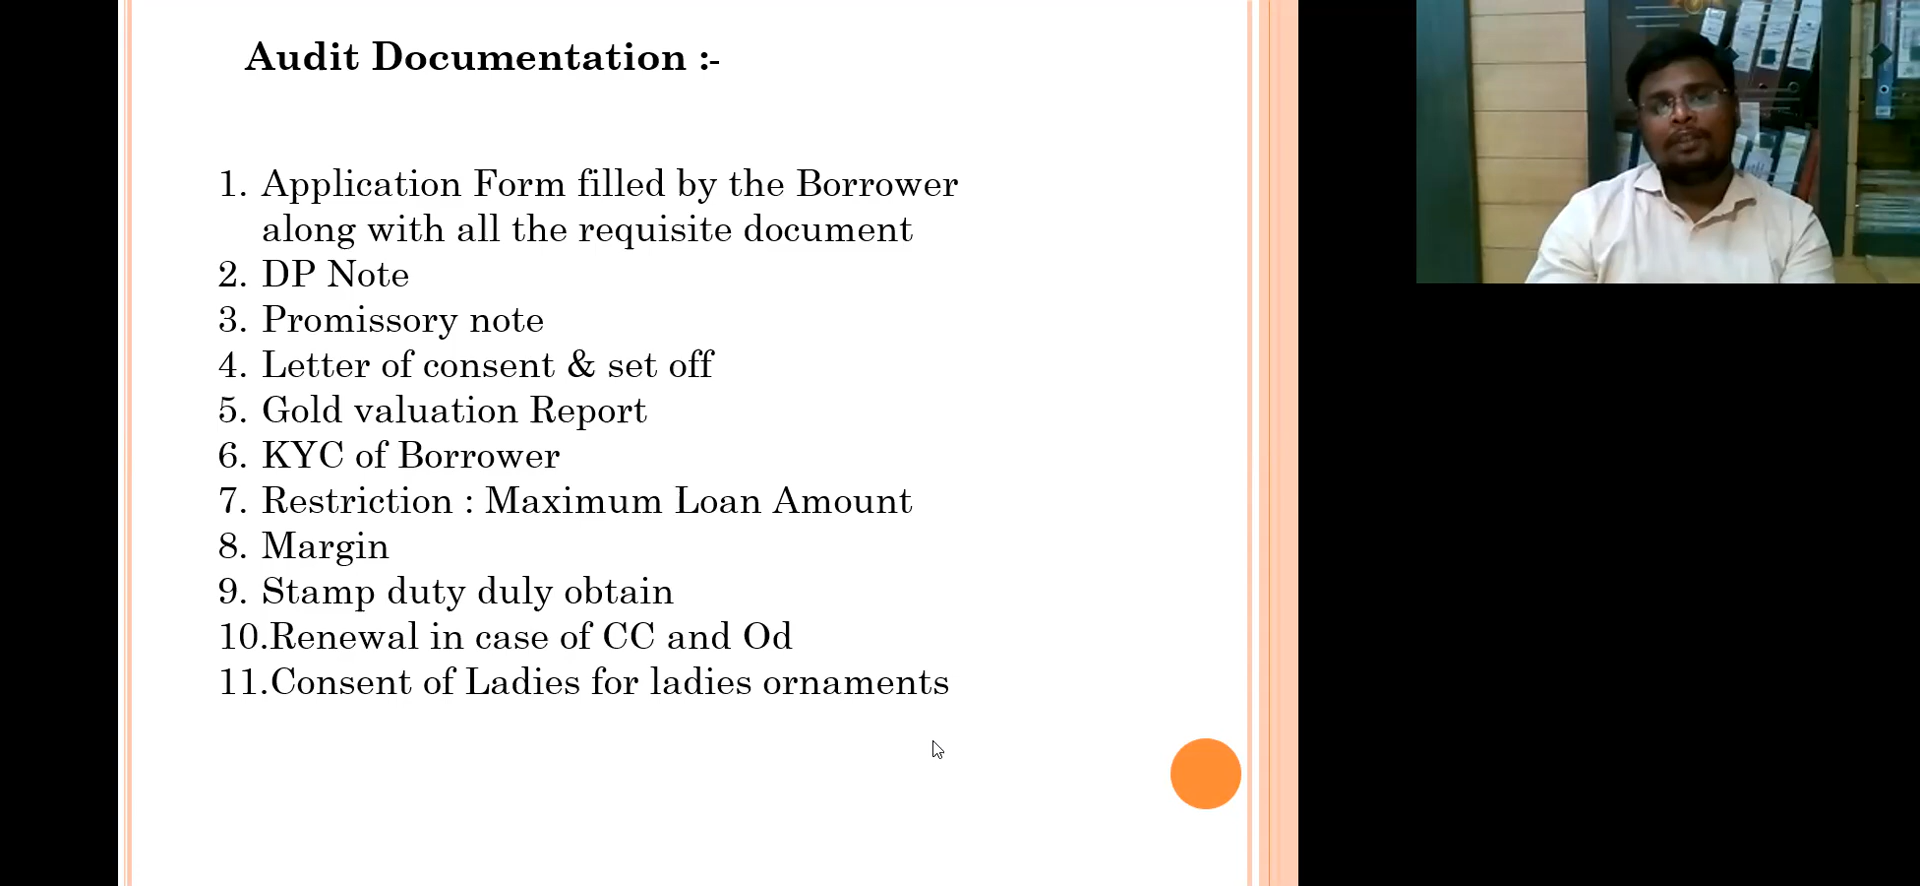 Audit Documentation :-
1. Application Form filled by the Borrower
along with all the requisite document
2. DP Note
3. Promissory note
4. Letter of consent & set off
5. Gold valuation Report
6. KYC of Borrower
7. Restriction : Maximum Loan Amount
8. Margin
9. Stamp duty duly obtain
10.Renewal in case of CC and Od
11.Consent of Ladies for ladies ornaments